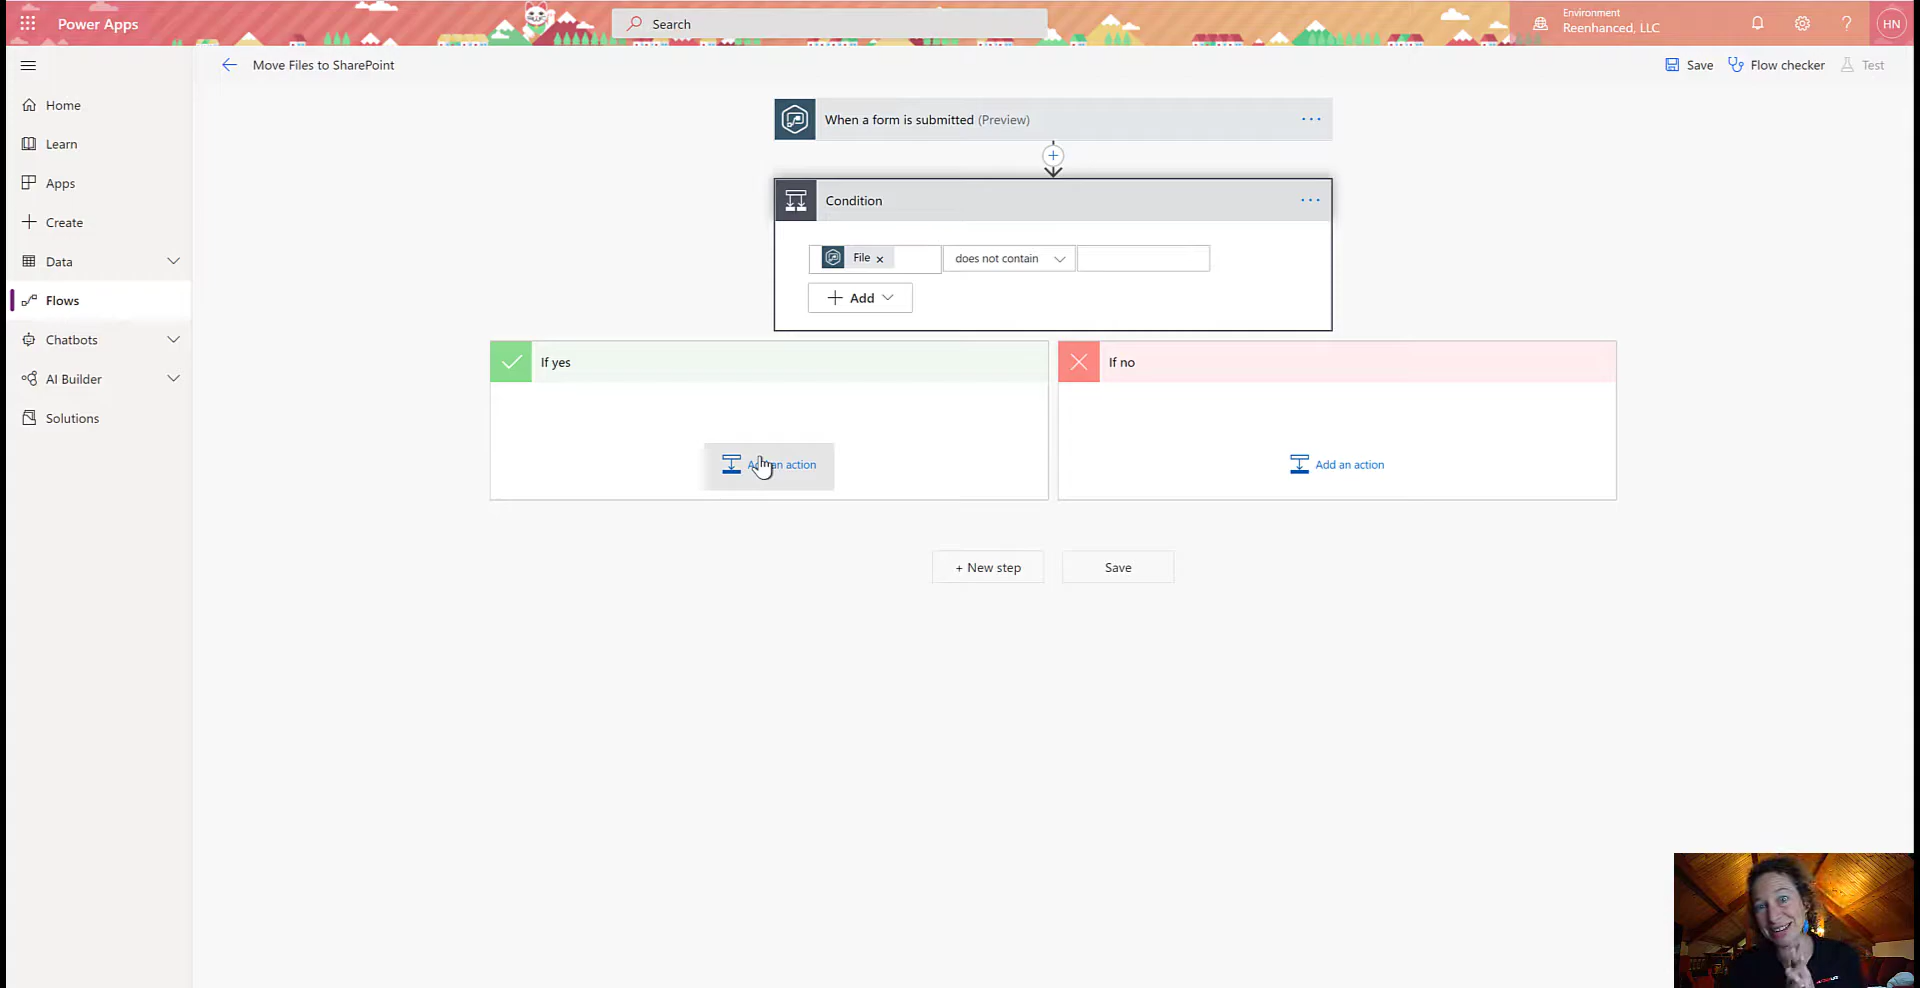 Power Apps
Search
Environment
Reenhanced, LLC
?
HN
Move Files to SharePoint
Save
Flow checker
Test
Home
Learn
Apps
Create
Data
Flows
Chatbots
AI Builder
Solutions
When a form is submitted (Preview)
Condition
File
does not contain
Add
If yes
If no
Add an action
Add an action
+ New step
Save